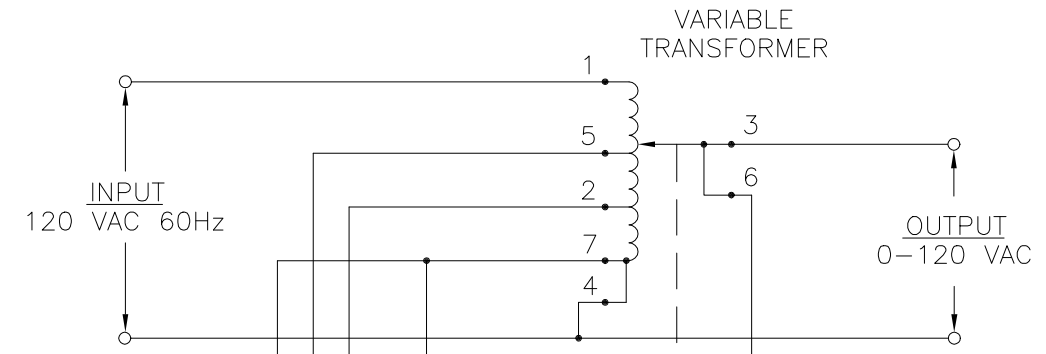 VARIABLE
TRANSFORMER
1
3
5
6
2
INPUT
120 VAC 60Hz
OUTPUT
0-120 VAC
7
4